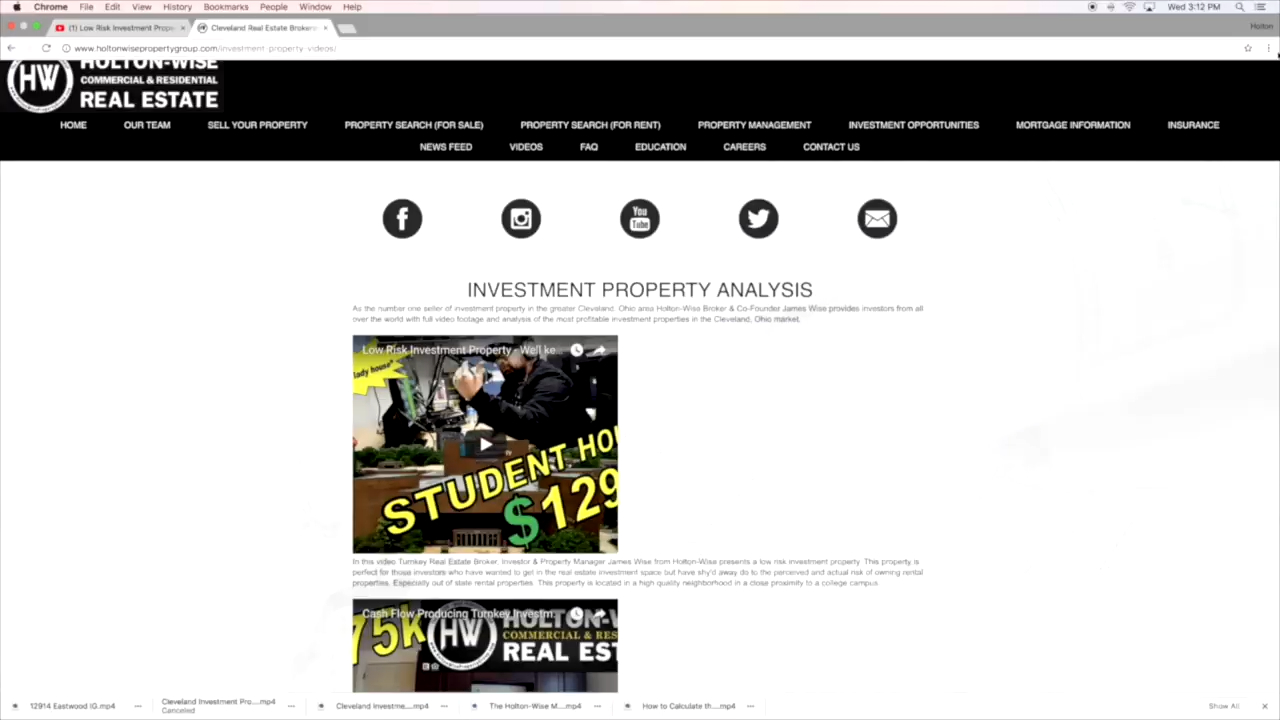 Chrome File Edit View History Bookmarks People Window Help Wed 3:12 PM
(1) Low Risk Investment Prope Cleveland Real Estate Brokers Holton
www.holtonwisepropertygroup.com/investment-property-videos/
HW HOLTON-WISE
COMMERCIAL & RESIDENTIAL
REAL ESTATE
HOME OUR TEAM SELL YOUR PROPERTY PROPERTY SEARCH (FOR SALE) PROPERTY SEARCH (FOR RENT) PROPERTY MANAGEMENT INVESTMENT OPPORTUNITIES MORTGAGE INFORMATION INSURANCE
NEWS FEED VIDEOS FAQ EDUCATION CAREERS CONTACT US
You
Tube
INVESTMENT PROPERTY ANALYSIS
As the number one seller of investment property in the greater Cleveland, Ohio area Holton-Wise Broker & Co-Founder James Wise provides investors from all
over the world with full video footage and analysis of the most profitable investment properties in the Cleveland, Ohio market.
Low Risk Investment Property - Well ke...
lady house"
STUDENT HOU
$129
In this video Turnkey Real Estate Broker, Investor & Property Manager James Wise from Holton-Wise presents a low risk investment property. This property is
perfect for those investors who have wanted to get in the real estate investment space but have shy'd away do to the perceived and actual risk of owning rental
properties. Especially out of state rental properties. This property is located in a high quality neighborhood in a close proximity to a college campus.
Cash Flow Producing Turnkey Investm...
75k HW HOLTON-W
COMMERCIAL & RES
REAL EST
12914 Eastwood IG.mp4 Cleveland Investment Pro....mp4 Cleveland Investme....mp4 The Holton-Wise M....mp4 How to Calculate th....mp4 Show All
Canceled